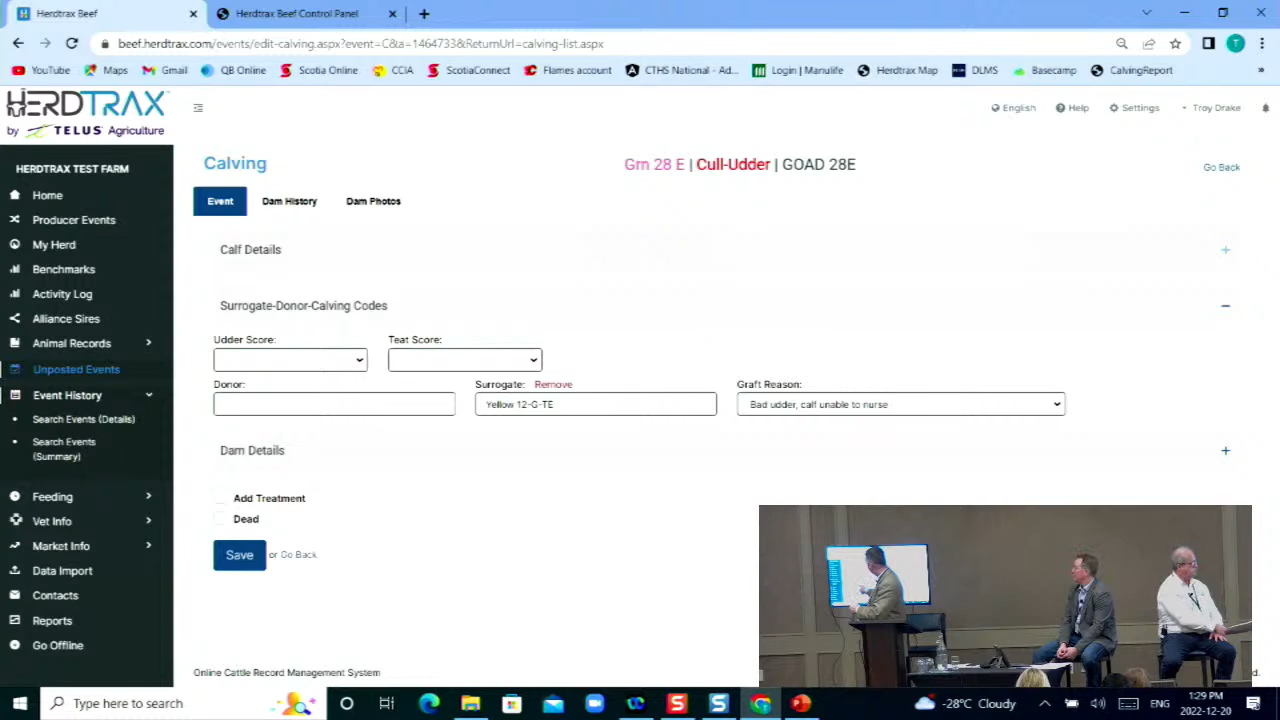 Herdtrax Beef
Herdtrax Beef Control Panel
beef.herdtrax.com/events/edit-calving.aspx?event=C&a=1464733&ReturnUrl=calving-list.aspx
T
YouTube
Maps
Gmail
QB Online
Scotia Online
CCIA
ScotiaConnect
Flames account
CTHS National - Ad...
Login | Manulife
Herdtrax Map
DLMS
Basecamp
CalvingReport
»
HERDTRAX
by TELUS Agriculture
English
Help
Settings
Troy Drake
HERDTRAX TEST FARM
Home
Producer Events
My Herd
Benchmarks
Activity Log
Alliance Sires
Animal Records
Unposted Events
Event History
Search Events (Details)
Search Events
(Summary)
Feeding
Vet Info
Market Info
Data Import
Contacts
Reports
Go Offline
Calving
Grn 28 E | Cull-Udder | GOAD 28E
Go Back
Event
Dam History
Dam Photos
Calf Details
Surrogate-Donor-Calving Codes
Udder Score:
Teat Score:
Donor:
Surrogate: Remove
Graft Reason:
Yellow 12-G-TE
Bad udder, calf unable to nurse
Dam Details
Add Treatment
Dead
Save or Go Back
Online Cattle Record Management System
d.
Type here to search
-28°C Cloudy
ENG
1:29 PM
2022-12-20